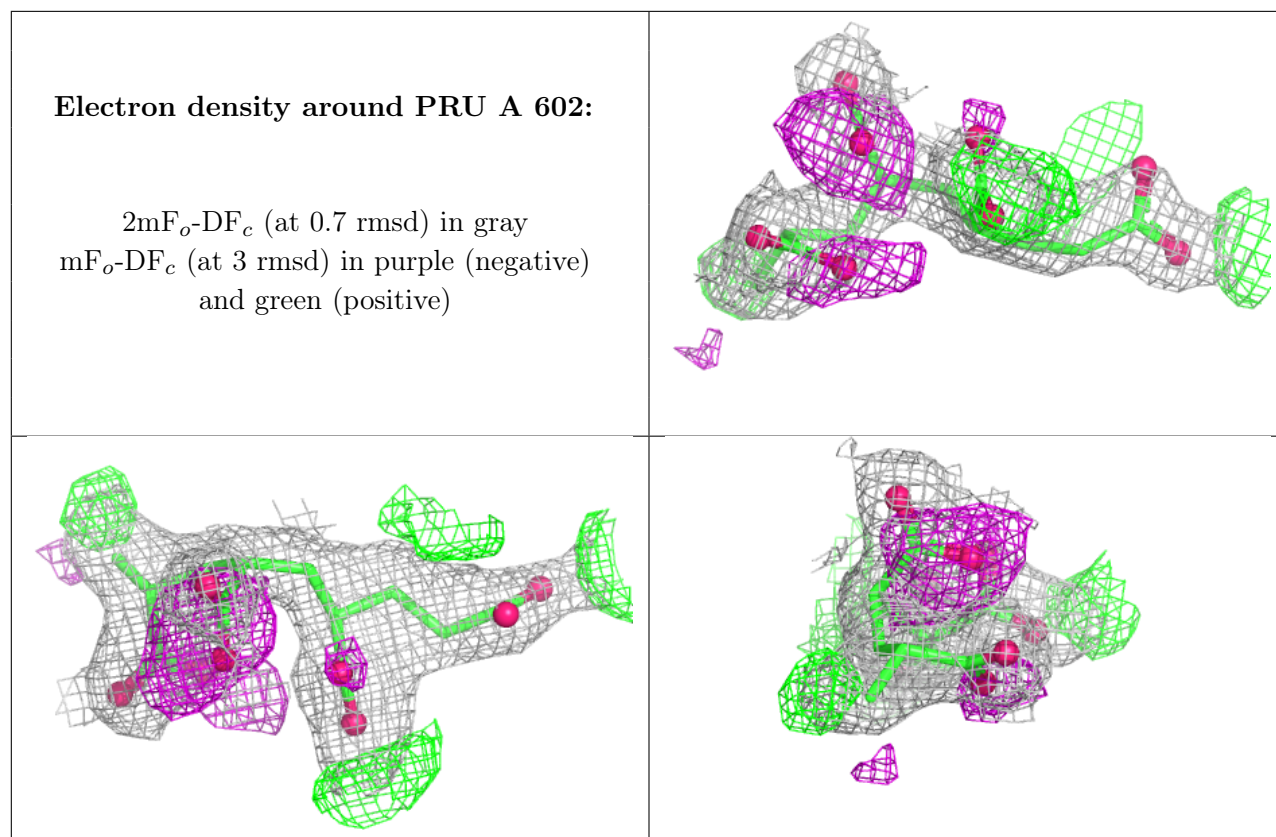 Electron density around PRU A 602:
2mFo-DFc (at 0.7 rmsd) in gray
mFo-DFc (at 3 rmsd) in purple (negative)
and green (positive)